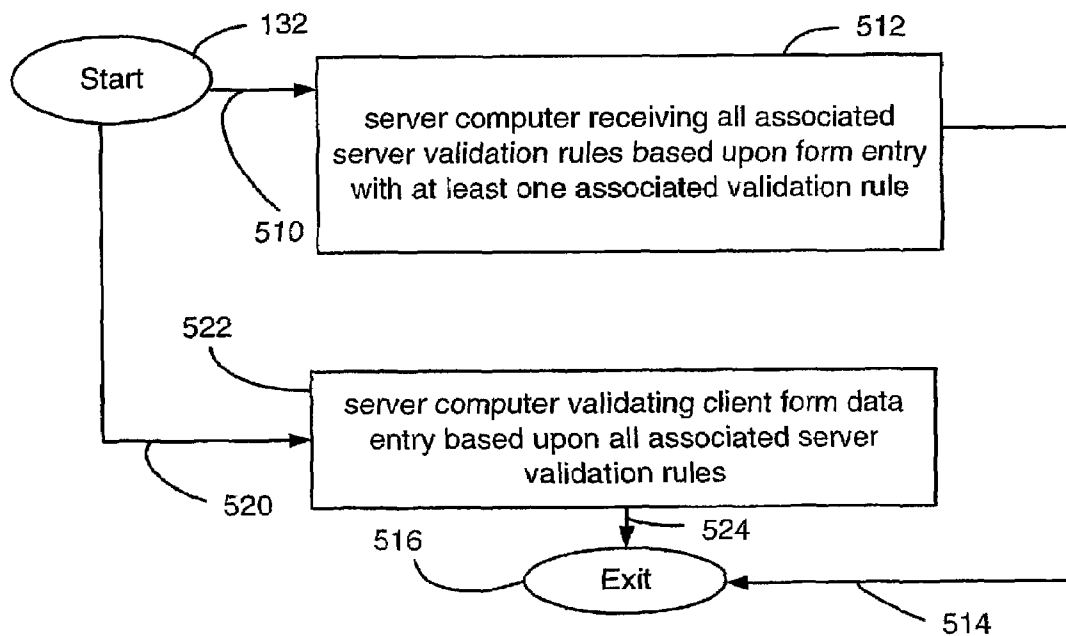 132
512
Start
server computer receiving all associated
server validation rules based upon form entry
with at least one associated validation rule
510
522
server computer validating client form data
entry based upon all associated server
validation rules
520
524
516
Exit
514